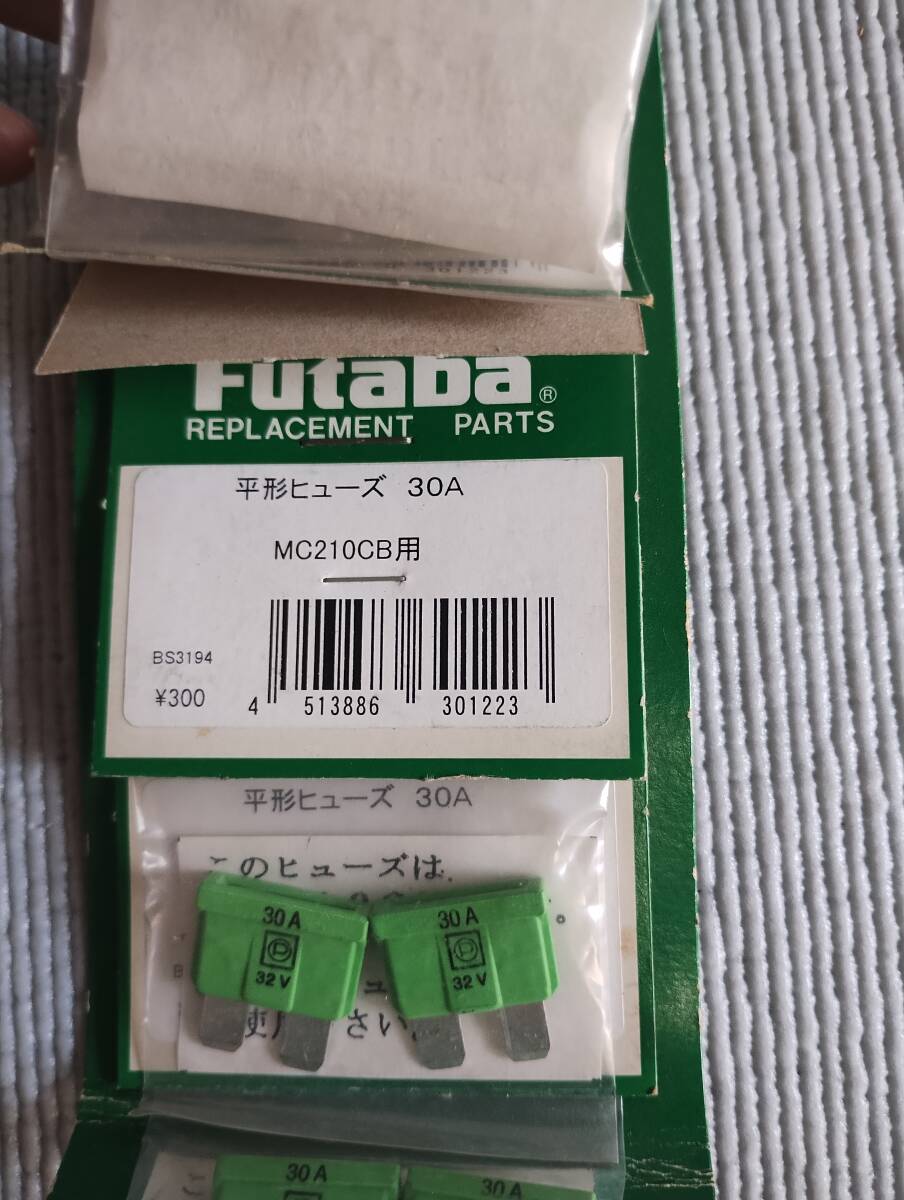 Futaba®
REPLACEMENT PARTS
平形ヒューズ 30A
MC210CB用
BS3194
¥300
4 513886 301223
平形ヒューズ 30A
このヒューズは
30A
32V
30A
32V
さい
30A
30A